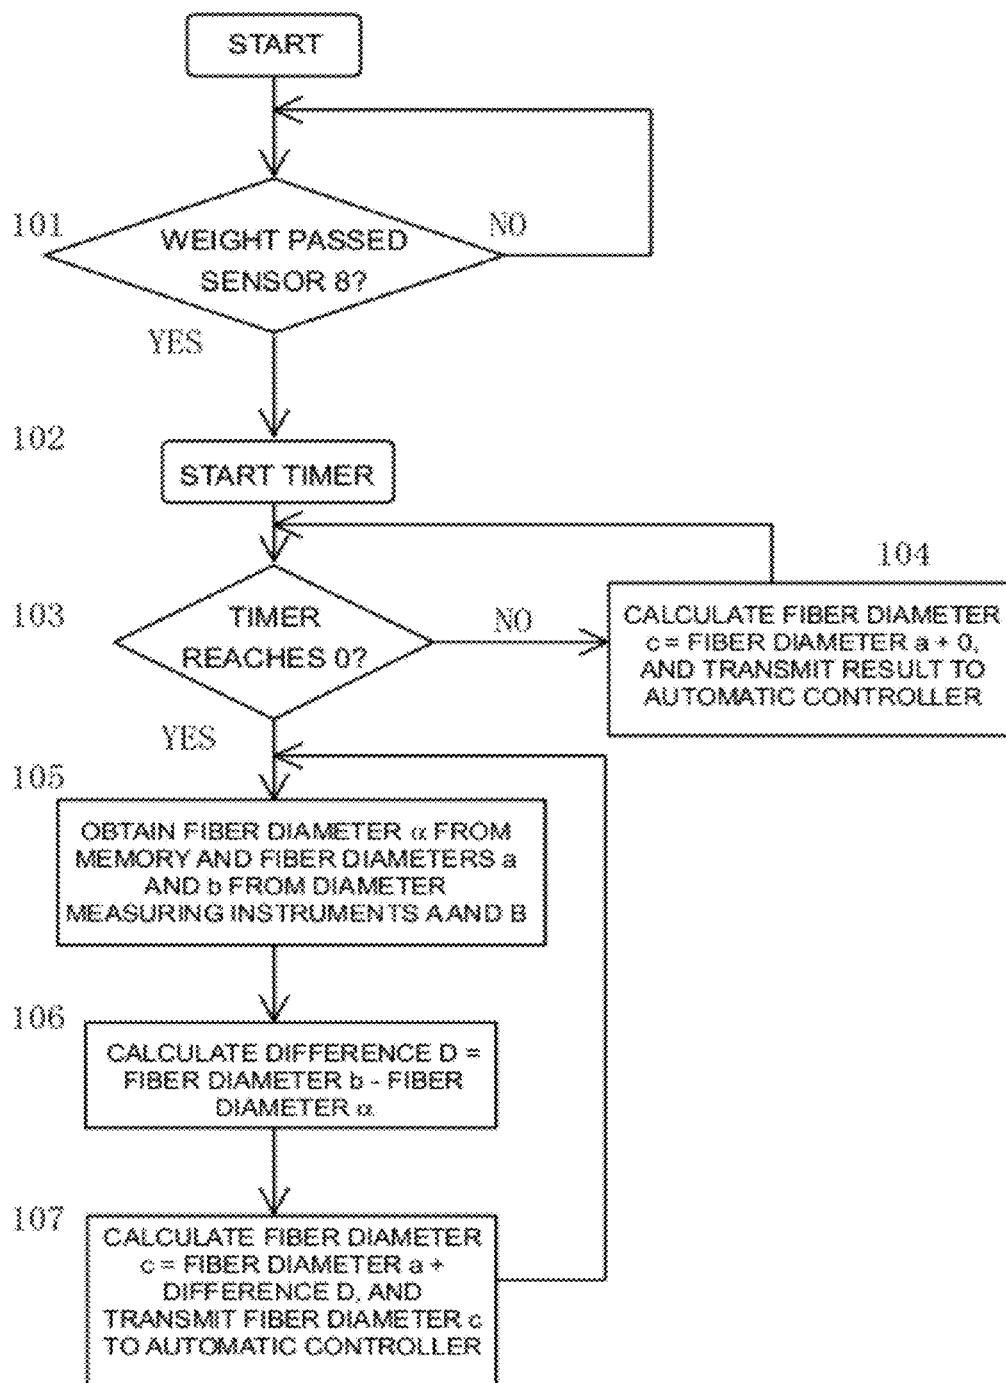 START
101
WEIGHT PASSED
SENSOR 8?
NO
YES
102
START TIMER
103
TIMER
REACHES 0?
NO
YES
104
CALCULATE FIBER DIAMETER
c = FIBER DIAMETER a + 0,
AND TRANSMIT RESULT TO
AUTOMATIC CONTROLLER
105
OBTAIN FIBER DIAMETER α FROM
MEMORY AND FIBER DIAMETERS a
AND b FROM DIAMETER
MEASURING INSTRUMENTS A AND B
106
CALCULATE DIFFERENCE D =
FIBER DIAMETER b - FIBER
DIAMETER α
107
CALCULATE FIBER DIAMETER
c = FIBER DIAMETER a +
DIFFERENCE D, AND
TRANSMIT FIBER DIAMETER c
TO AUTOMATIC CONTROLLER